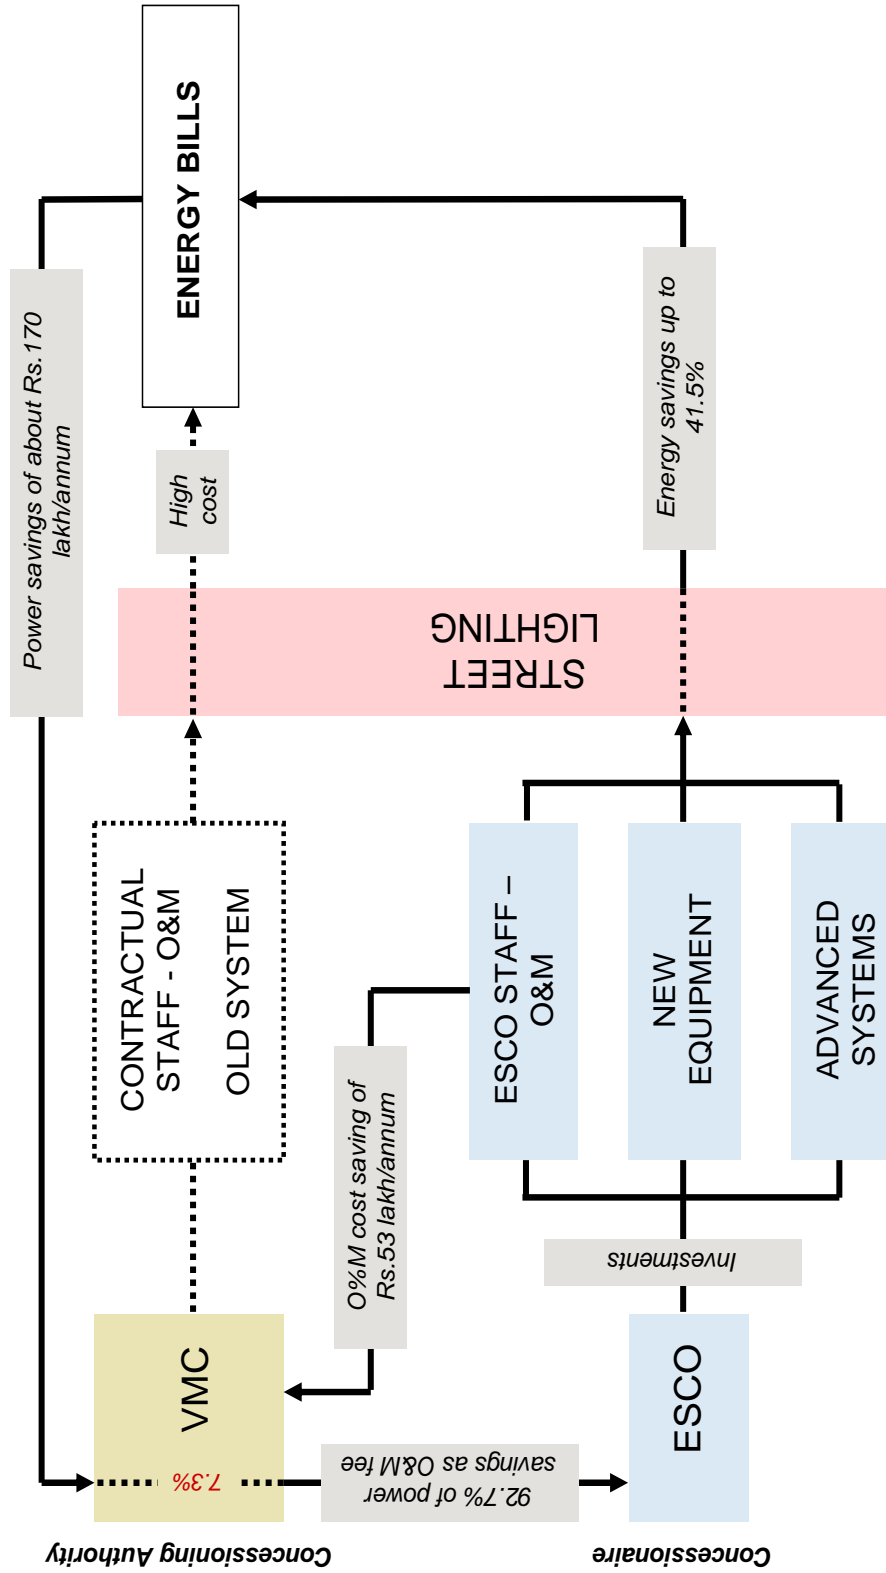 Concessioning Authority
VMC
7.3%
CONTRACTUAL
STAFF - O&M
OLD SYSTEM
Power savings of about Rs.170
lakh/annum
High
cost
ENERGY BILLS
O%M cost saving of
Rs.53 lakh/annum
92.7% of power
savings as O&M fee
STREET
LIGHTING
Concessionaire
ESCO
Investments
ESCO STAFF –
O&M
NEW
EQUIPMENT
ADVANCED
SYSTEMS
Energy savings up to
41.5%